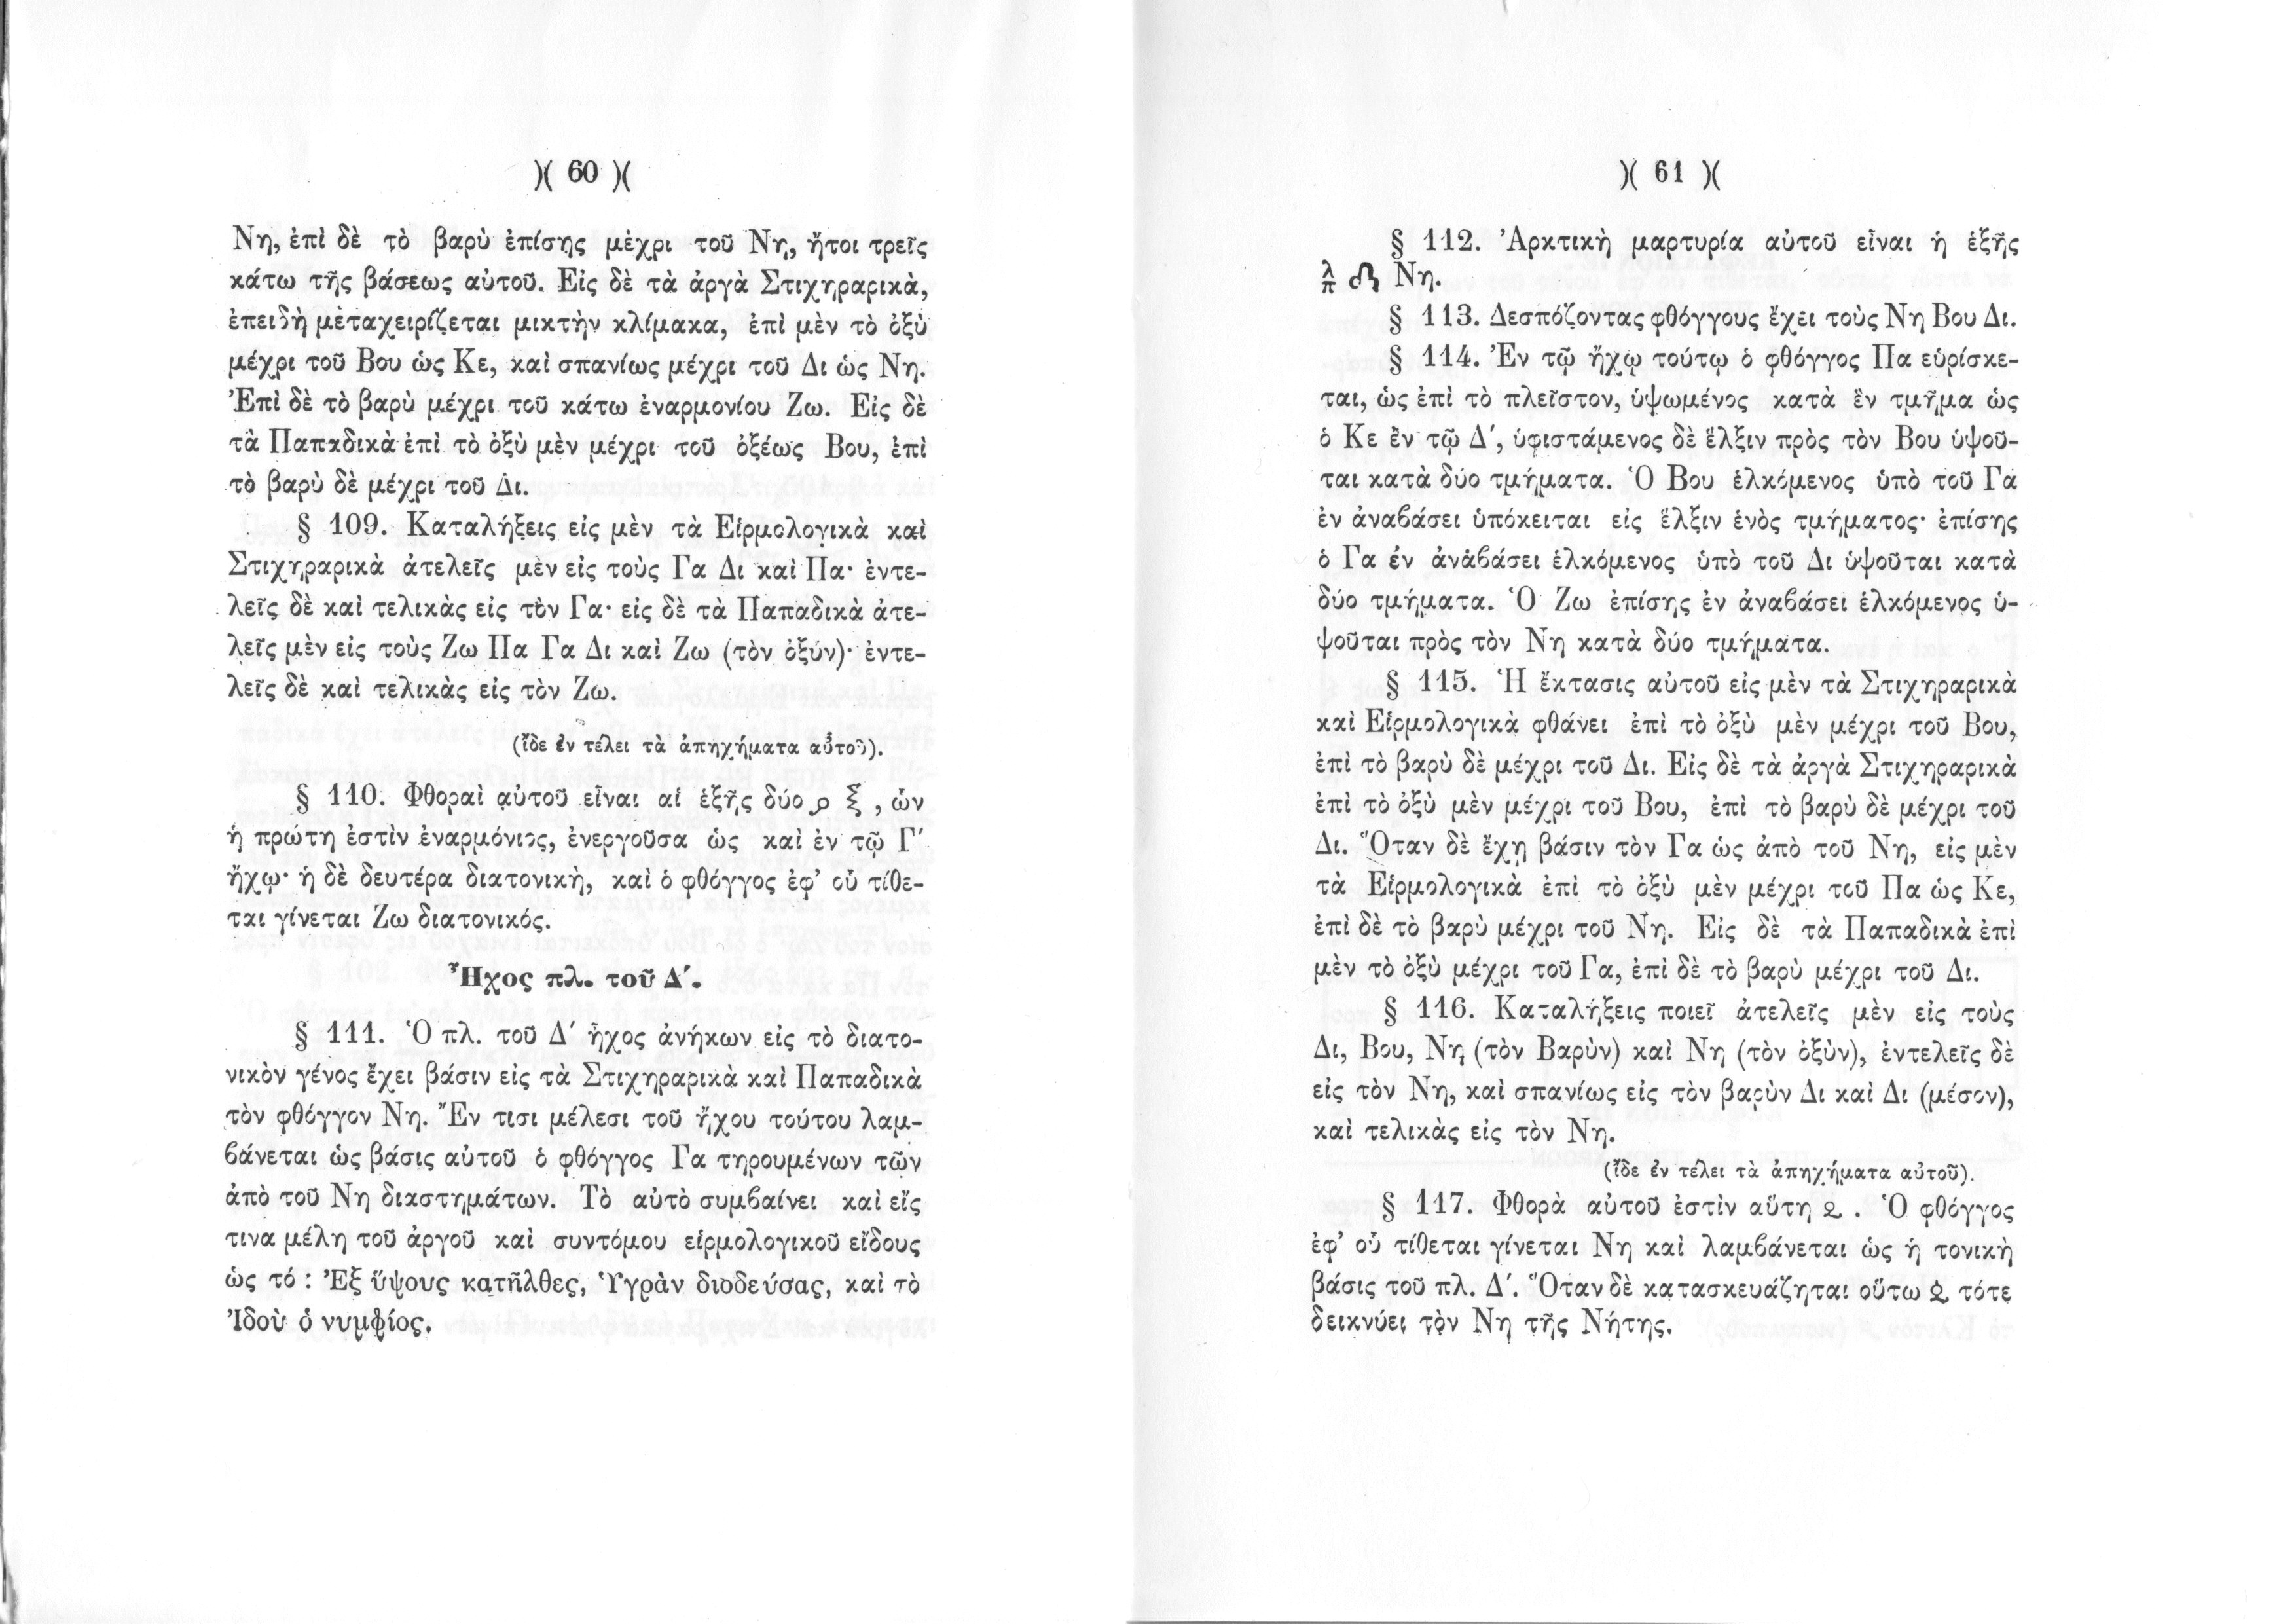 )( 60 )(
Νη, ἐπὶ δὲ τὸ βαρὺ ἐπίσης μέχρι τοῦ Νη, ἤτοι τρεῖς
κάτω τῆς βάσεως αὐτοῦ. Εἰς δὲ τὰ ἀργὰ Στιχηραρικὰ,
ἐπειδὴ μεταχειρίζεται μικτὴν κλίμακα, ἐπὶ μὲν τὸ ὀξὺ
μέχρι τοῦ Βου ὡς Κε, καὶ σπανίως μέχρι τοῦ Δι ὡς Νη.
Ἐπὶ δὲ τὸ βαρὺ μέχρι τοῦ κάτω ἐναρμονίου Ζω. Εἰς δὲ
τὰ Παπαδικὰ ἐπὶ τὸ ὀξὺ μὲν μέχρι τοῦ ὀξέως Βου, ἐπὶ
τὸ βαρὺ δὲ μέχρι τοῦ Δι.
§ 109. Καταλήξεις εἰς μὲν τὰ Εἱρμολογικὰ καὶ
Στιχηραρικὰ ἀτελεῖς μὲν εἰς τοὺς Γα Δι καὶ Πα· ἐντε-
λεῖς δὲ καὶ τελικὰς εἰς τὸν Γα· εἰς δὲ τὰ Παπαδικὰ ἀτε-
λεῖς μὲν εἰς τοὺς Ζω Πα Γα Δι καὶ Ζω (τὸν ὀξύν)· ἐντε-
λεῖς δὲ καὶ τελικὰς εἰς τὸν Ζω.
(ἴδε ἐν τέλει τὰ ἀπηχήματα αὐτοῦ).
§ 110. Φθοραὶ αὐτοῦ εἶναι αἱ ἑξῆς δύο , ὧν
ἡ πρώτη ἐστὶν ἐναρμόνιος, ἐνεργοῦσα ὡς καὶ ἐν τῷ Γ΄
ἤχῳ· ἡ δὲ δευτέρα διατονικὴ, καὶ ὁ φθόγγος ἐφ’ οὗ τίθε-
ται γίνεται Ζω διατονικός.
Ἦχος πλ. τοῦ Δ΄.
§ 111. Ὁ πλ. τοῦ Δ΄ ἦχος ἀνήκων εἰς τὸ διατο-
νικὸν γένος ἔχει βάσιν εἰς τὰ Στιχηραρικὰ καὶ Παπαδικὰ
τὸν φθόγγον Νη. Ἔν τισι μέλεσι τοῦ ἤχου τούτου λαμ-
βάνεται ὡς βάσις αὐτοῦ ὁ φθόγγος Γα τηρουμένων τῶν
ἀπὸ τοῦ Νη διαστημάτων. Τὸ αὐτὸ συμβαίνει καὶ εἴς
τινα μέλη τοῦ ἀργοῦ καὶ συντόμου εἱρμολογικοῦ εἴδους
ὡς τό : Ἐξ ὕψους κατῆλθες, Ὑγρὰν διοδεύσας, καὶ τὸ
Ἰδοὺ ὁ νυμφίος.
)( 61 )(
§ 112. Ἀρκτικὴ μαρτυρία αὐτοῦ εἶναι ἡ ἑξῆς
λ π Νη.
§ 113. Δεσπόζοντας φθόγγους ἔχει τοὺς Νη Βου Δι.
§ 114. Ἐν τῷ ἤχῳ τούτῳ ὁ φθόγγος Πα εὑρίσκε-
ται, ὡς ἐπὶ τὸ πλεῖστον, ὑψωμένος κατὰ ἓν τμῆμα ὡς
ὁ Κε ἐν τῷ Δ΄, ὑφιστάμενος δὲ ἕλξιν πρὸς τὸν Βου ὑψοῦ-
ται κατὰ δύο τμήματα. Ὁ Βου ἑλκόμενος ὑπὸ τοῦ Γα
ἐν ἀναβάσει ὑπόκειται εἰς ἕλξιν ἑνὸς τμήματος· ἐπίσης
ὁ Γα ἐν ἀναβάσει ἑλκόμενος ὑπὸ τοῦ Δι ὑψοῦται κατὰ
δύο τμήματα. Ὁ Ζω ἐπίσης ἐν ἀναβάσει ἑλκόμενος ὑ-
ψοῦται πρὸς τὸν Νη κατὰ δύο τμήματα.
§ 115. Ἡ ἔκτασις αὐτοῦ εἰς μὲν τὰ Στιχηραρικὰ
καὶ Εἱρμολογικὰ φθάνει ἐπὶ τὸ ὀξὺ μὲν μέχρι τοῦ Βου,
ἐπὶ τὸ βαρὺ δὲ μέχρι τοῦ Δι. Εἰς δὲ τὰ ἀργὰ Στιχηραρικὰ
ἐπὶ τὸ ὀξὺ μὲν μέχρι τοῦ Βου, ἐπὶ τὸ βαρὺ δὲ μέχρι τοῦ
Δι. Ὅταν δὲ ἔχῃ βάσιν τὸν Γα ὡς ἀπὸ τοῦ Νη, εἰς μὲν
τὰ Εἱρμολογικὰ ἐπὶ τὸ ὀξὺ μὲν μέχρι τοῦ Πα ὡς Κε,
ἐπὶ δὲ τὸ βαρὺ μέχρι τοῦ Νη. Εἰς δὲ τὰ Παπαδικὰ ἐπὶ
μὲν τὸ ὀξὺ μέχρι τοῦ Γα, ἐπὶ δὲ τὸ βαρὺ μέχρι τοῦ Δι.
§ 116. Καταλήξεις ποιεῖ ἀτελεῖς μὲν εἰς τοὺς
Δι, Βου, Νη (τὸν Βαρὺν) καὶ Νη (τὸν ὀξὺν), ἐντελεῖς δὲ
εἰς τὸν Νη, καὶ σπανίως εἰς τὸν βαρὺν Δι καὶ Δι (μέσον),
καὶ τελικὰς εἰς τὸν Νη.
(ἴδε ἐν τέλει τὰ ἀπηχήματα αὐτοῦ).
§ 117. Φθορὰ αὐτοῦ ἐστὶν αὕτη . Ὁ φθόγγος
ἐφ’ οὗ τίθεται γίνεται Νη καὶ λαμβάνεται ὡς ἡ τονικὴ
βάσις τοῦ πλ. Δ΄. Ὅταν δὲ κατασκευάζηται οὕτω τότε
δεικνύει τὸν Νη τῆς Νήτης.